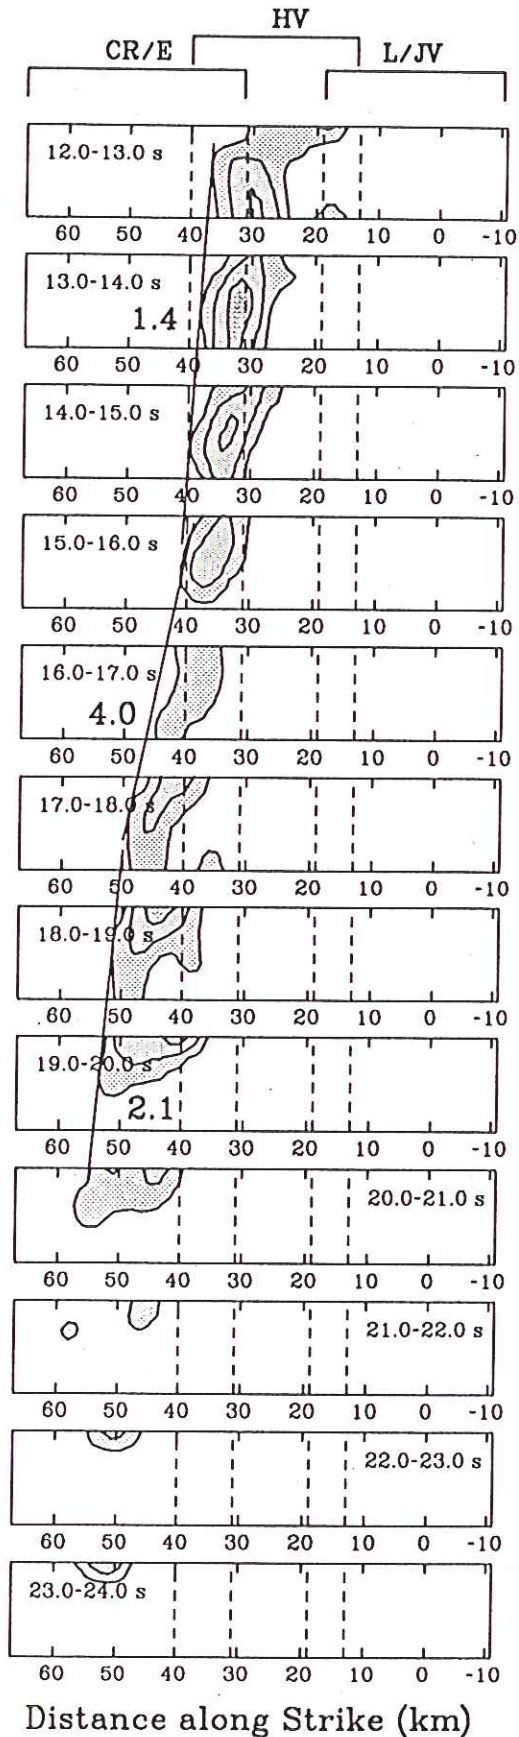 HV
CR/E L/JV
12.0-13.0 s
60 50 40 30 20 10 0 -10
13.0-14.0 s
1.4
60 50 40 30 20 10 0 -10
14.0-15.0 s
60 50 40 30 20 10 0 -10
15.0-16.0 s
60 50 40 30 20 10 0 -10
16.0-17.0 s
4.0
60 50 40 30 20 10 0 -10
17.0-18.0 s
60 50 40 30 20 10 0 -10
18.0-19.0 s
60 50 40 30 20 10 0 -10
19.0-20.0 s
2.1
60 50 40 30 20 10 0 -10
20.0-21.0 s
60 50 40 30 20 10 0 -10
21.0-22.0 s
60 50 40 30 20 10 0 -10
22.0-23.0 s
60 50 40 30 20 10 0 -10
23.0-24.0 s
60 50 40 30 20 10 0 -10
Distance along Strike (km)